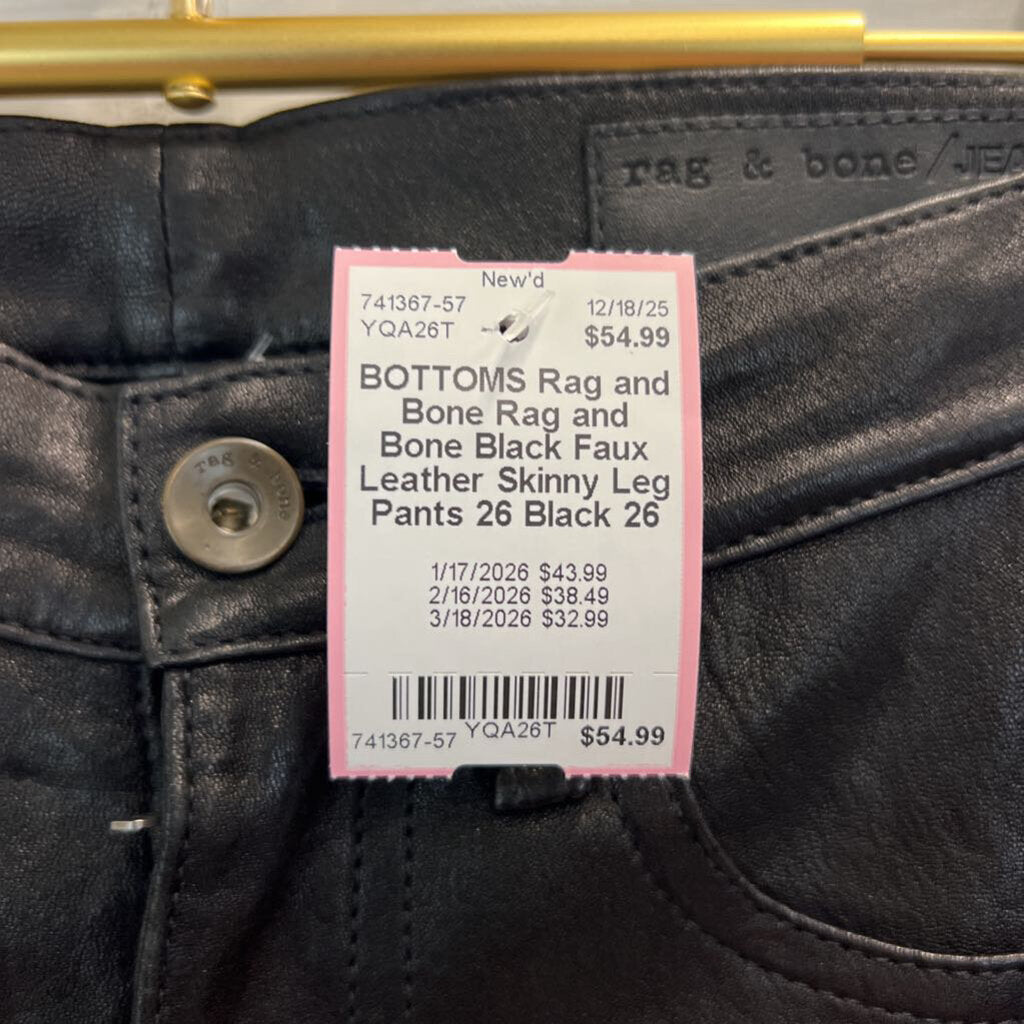 rag & bone/JEA
New'd
741367-57 12/18/25
YQA26T $54.99
BOTTOMS Rag and
Bone Rag and
Bone Black Faux
Leather Skinny Leg
Pants 26 Black 26
rag & bone
1/17/2026 $43.99
2/16/2026 $38.49
3/18/2026 $32.99
741367-57 YQA26T $54.99